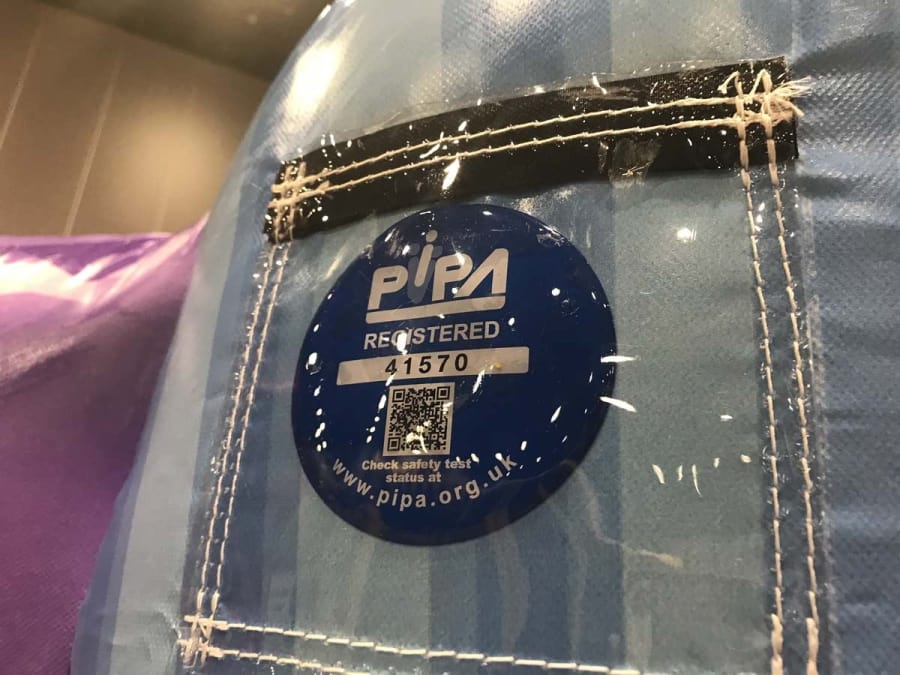 PiPA
REGISTERED
41570
Check safety test
status at
www.pipa.org.uk